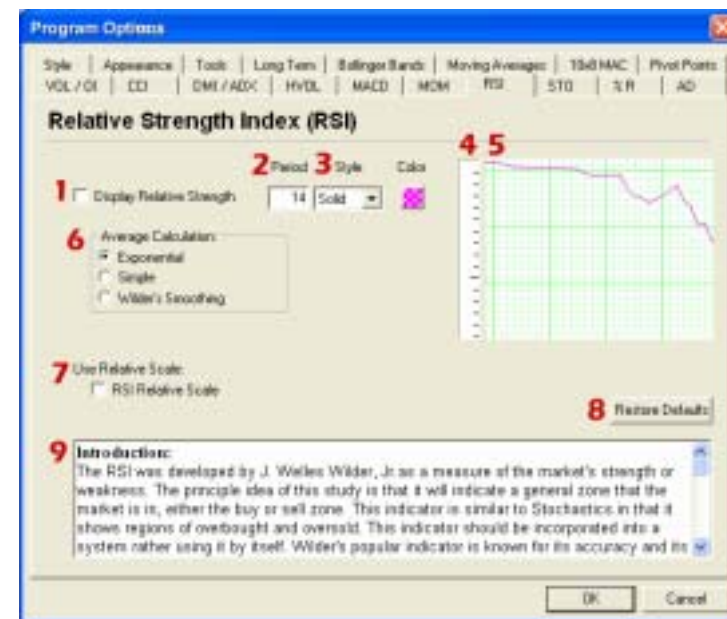 Program Options
Style Appearance Tools Long Term Bollinger Bands Moving Averages 10x8 MAC Pivot Points
VOL / OI CCI DMI / ADX HVOL MACD MOM RSI STO % R AD
Relative Strength Index (RSI)
4 5
2 Period 3 Style Color
1 Display Relative Strength 14 Solid
6 Average Calculation:
Exponential
Simple
Wilder's Smoothing
7 Use Relative Scale:
RSI Relative Scale
8 Restore Defaults
9 Introduction:
The RSI was developed by J. Welles Wilder, Jr. as a measure of the market's strength or
weakness. The principle idea of this study is that it will indicate a general zone that the
market is in, either the buy or sell zone. This indicator is similar to Stochastics in that it
shows regions of overbought and oversold. This indicator should be incorporated into a
system rather using it by itself. Wilder's popular indicator is known for its accuracy and its
OK Cancel